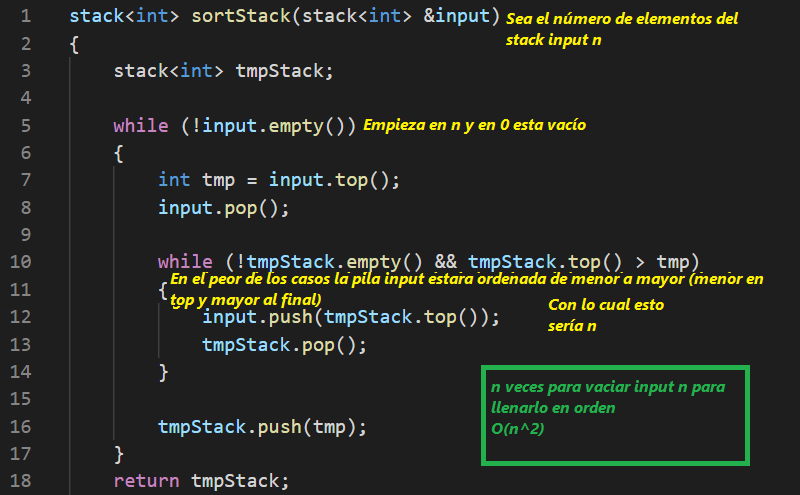 1 stack<int> sortStack(stack<int> &input) Sea el número de elementos del
stack input n
2 {
3 stack<int> tmpStack;
4
5 while (!input.empty()) Empieza en n y en 0 esta vacío
6 {
7 int tmp = input.top();
8 input.pop();
9
10 while (!tmpStack.empty() && tmpStack.top() > tmp)
En el peor de los casos la pila input estara ordenada de menor a mayor (menor en
11 {
top y mayor al final)
Con lo cual esto
12 input.push(tmpStack.top());
sería n
13 tmpStack.pop();
14 }
15
n veces para vaciar input n para
llenarlo en orden
O(n^2)
16 tmpStack.push(tmp);
17 }
18 return tmpStack;